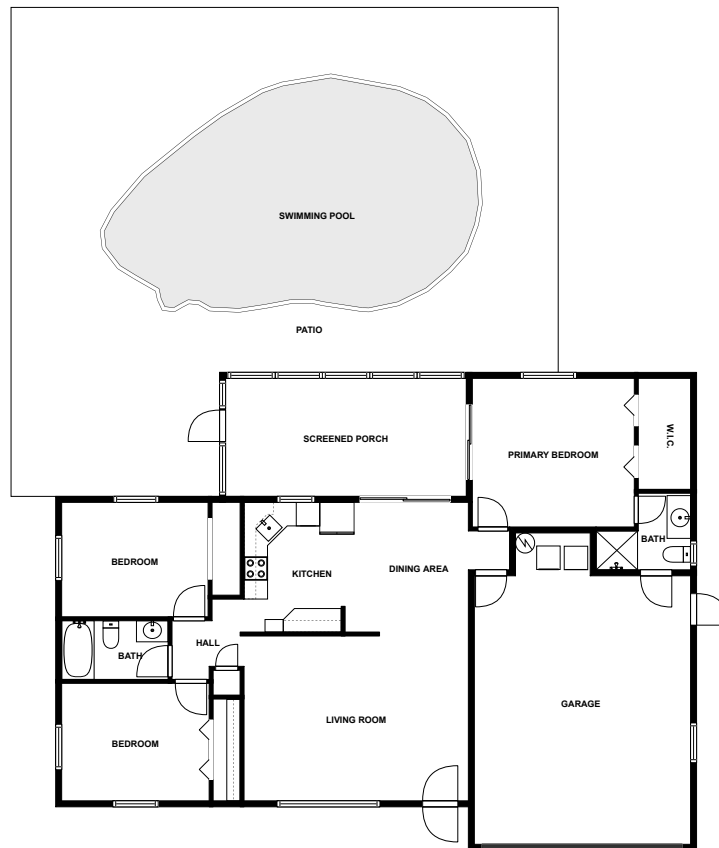 SWIMMING POOL
PATIO
SCREENED PORCH
PRIMARY BEDROOM
W.I.C.
BATH
BEDROOM
KITCHEN
DINING AREA
HALL
BATH
BEDROOM
LIVING ROOM
GARAGE